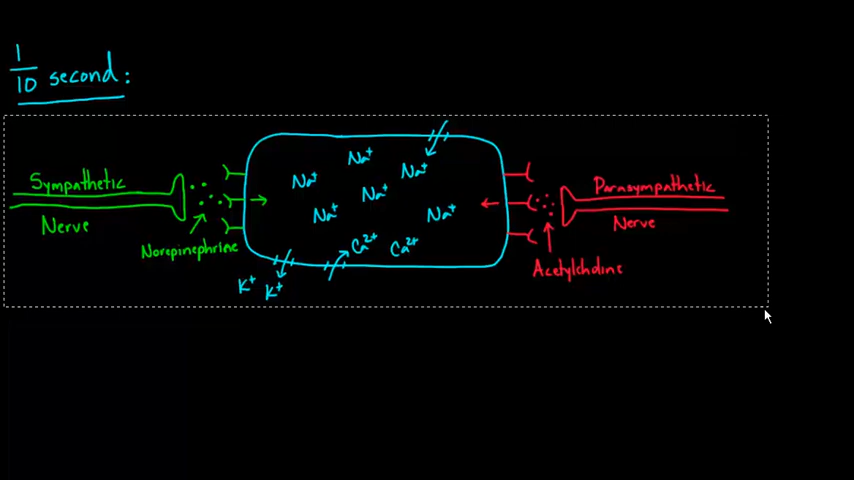 1/10 second:
Sympathetic
Nerve
Norepinephrine
Na⁺
Na⁺
Na⁺
Na⁺
Na⁺
Na⁺
Ca²⁺
Ca²⁺
K⁺
K⁺
Parasympathetic
Nerve
Acetylcholine